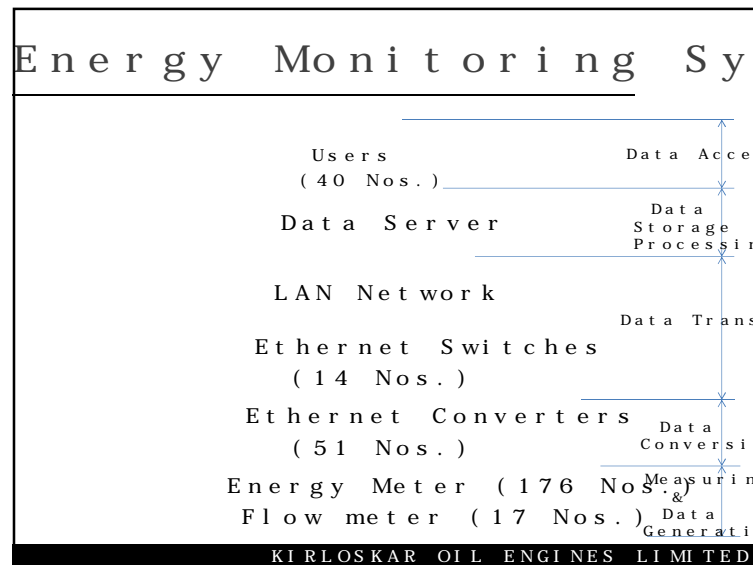 Energy Monitoring Sy
Users
(40 Nos.)
Data Acce
Data Server
Data
Storage
Processin
LAN Network
Data Trans
Ethernet Switches
(14 Nos.)
Ethernet Converters
(51 Nos.)
Data
Conversi
Energy Meter (176 Nos.)
Flow meter (17 Nos.)
Measurin
&
Data
Generati
KIRLOSKAR OIL ENGINES LIMITED